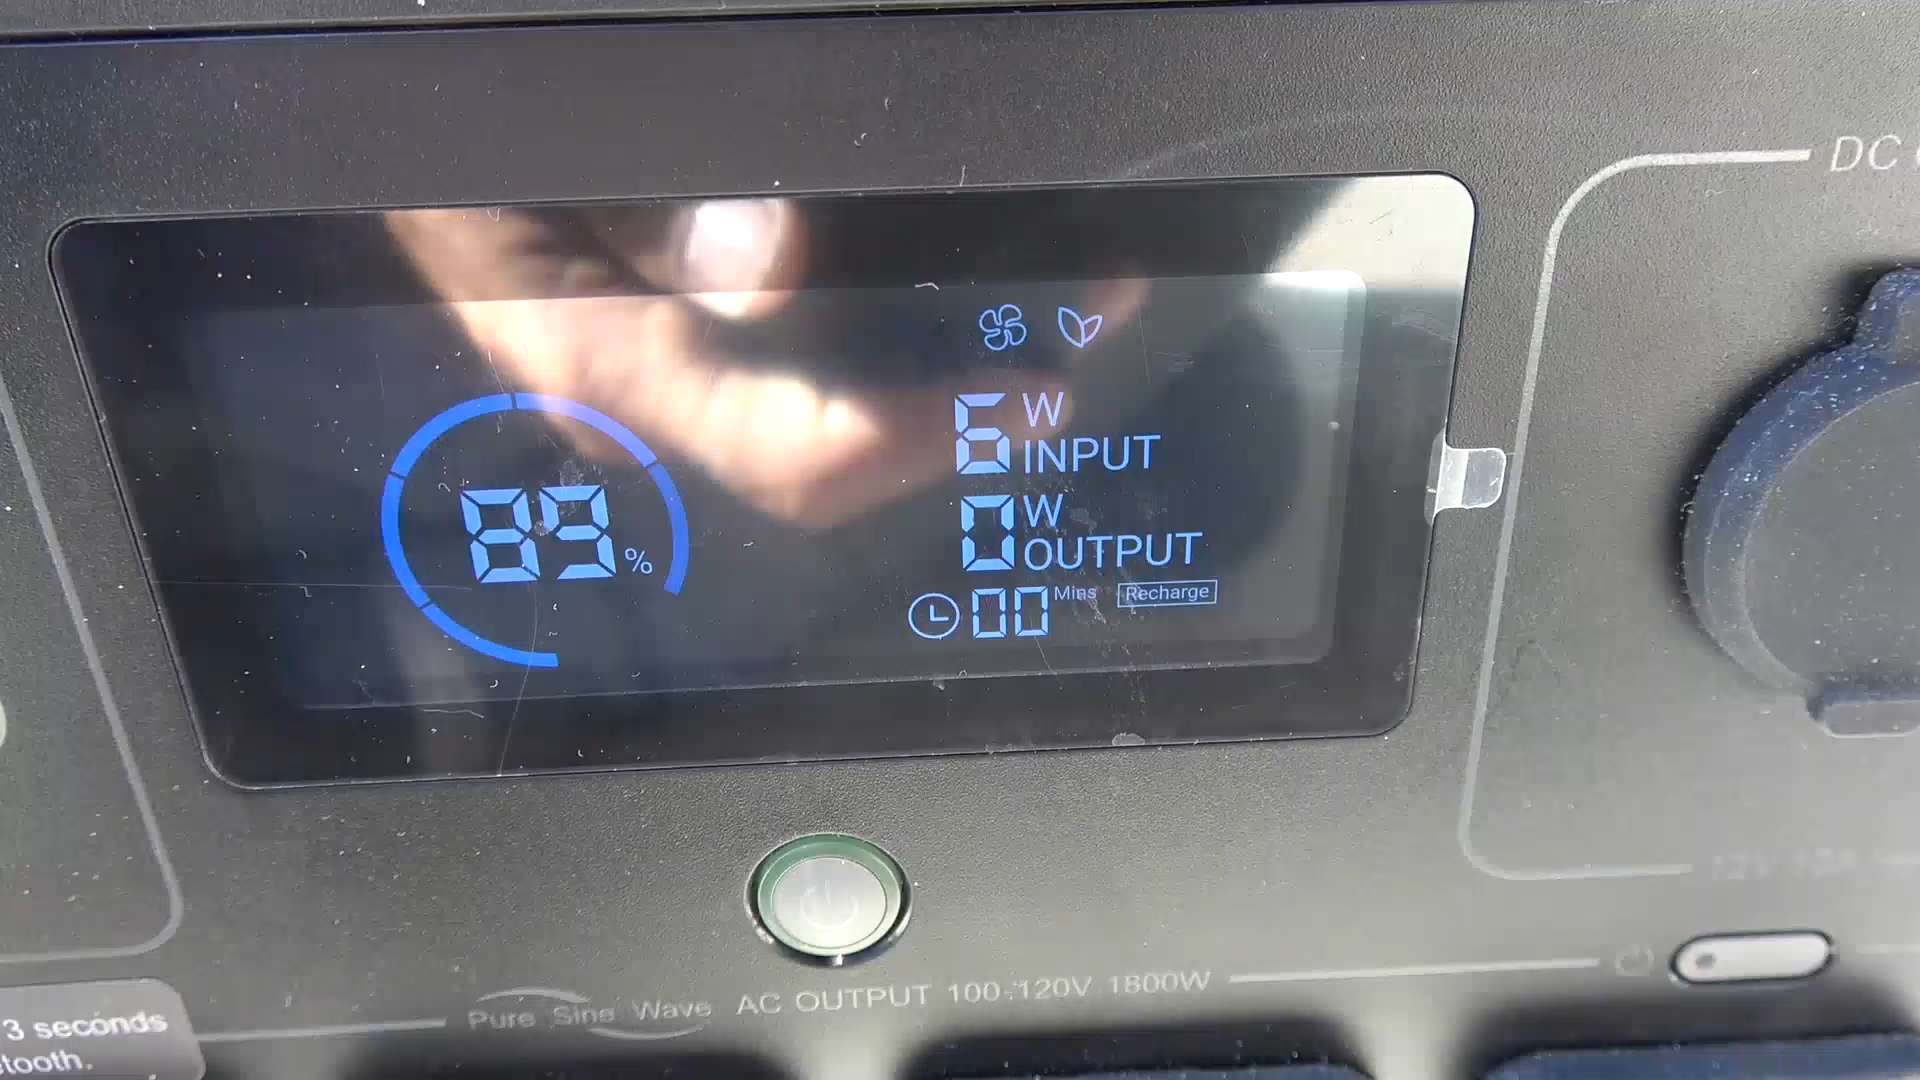 DC
6 W
INPUT
89 %
0 W
OUTPUT
00 Mins Recharge
Pure Sine Wave AC OUTPUT 100-120V 1800W
3 seconds
tooth.